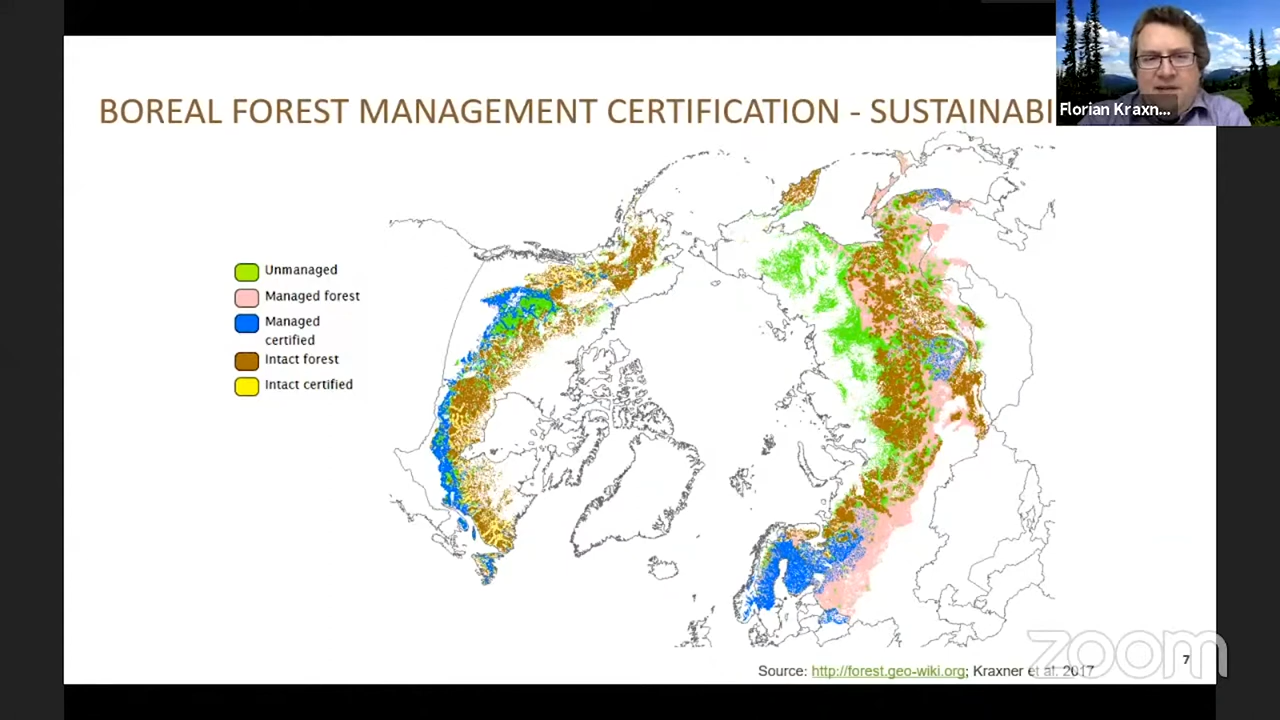 BOREAL FOREST MANAGEMENT CERTIFICATION - SUSTAINABI
Florian Kraxn...
Unmanaged
Managed forest
Managed
certified
Intact forest
Intact certified
Source: http://forest.geo-wiki.org; Kraxner et al. 2017
7
zoom